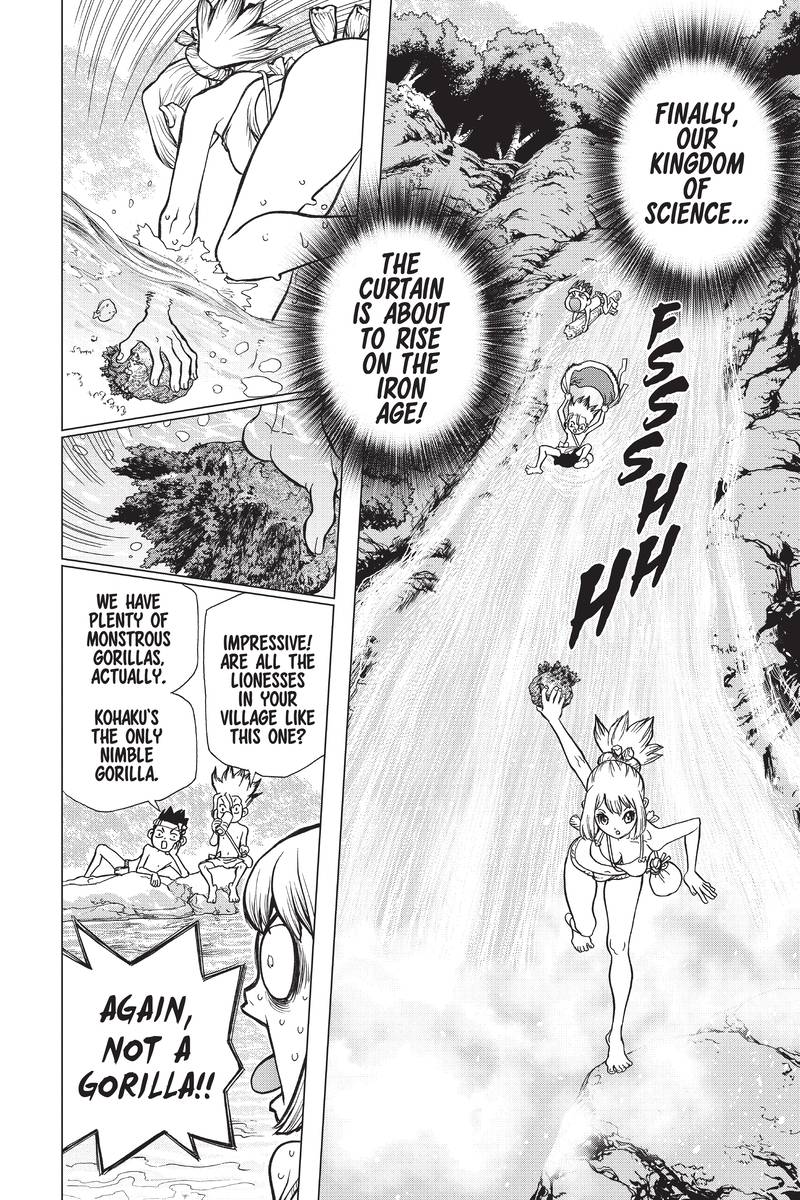 FINALLY,
OUR
KINGDOM
OF
SCIENCE...
THE
CURTAIN
IS ABOUT
TO RISE
ON THE
IRON
AGE!
FSSSHHH
IMPRESSIVE!
ARE ALL THE
LIONESSES
IN YOUR
VILLAGE LIKE
THIS ONE?
WE HAVE
PLENTY OF
MONSTROUS
GORILLAS,
ACTUALLY.
KOHAKU'S
THE ONLY
NIMBLE
GORILLA.
AGAIN,
NOT A
GORILLA!!